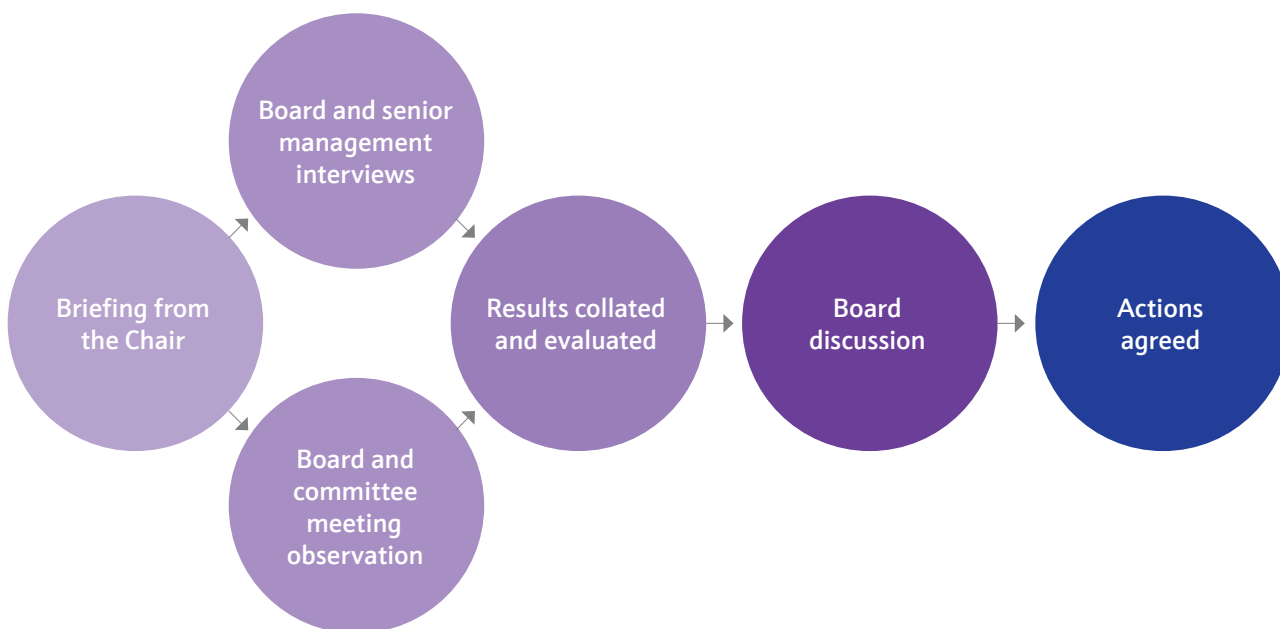 Briefing from
the Chair
Board and senior
management
interviews
Board and
committee
meeting
observation
Results collated
and evaluated
Board
discussion
Actions
agreed